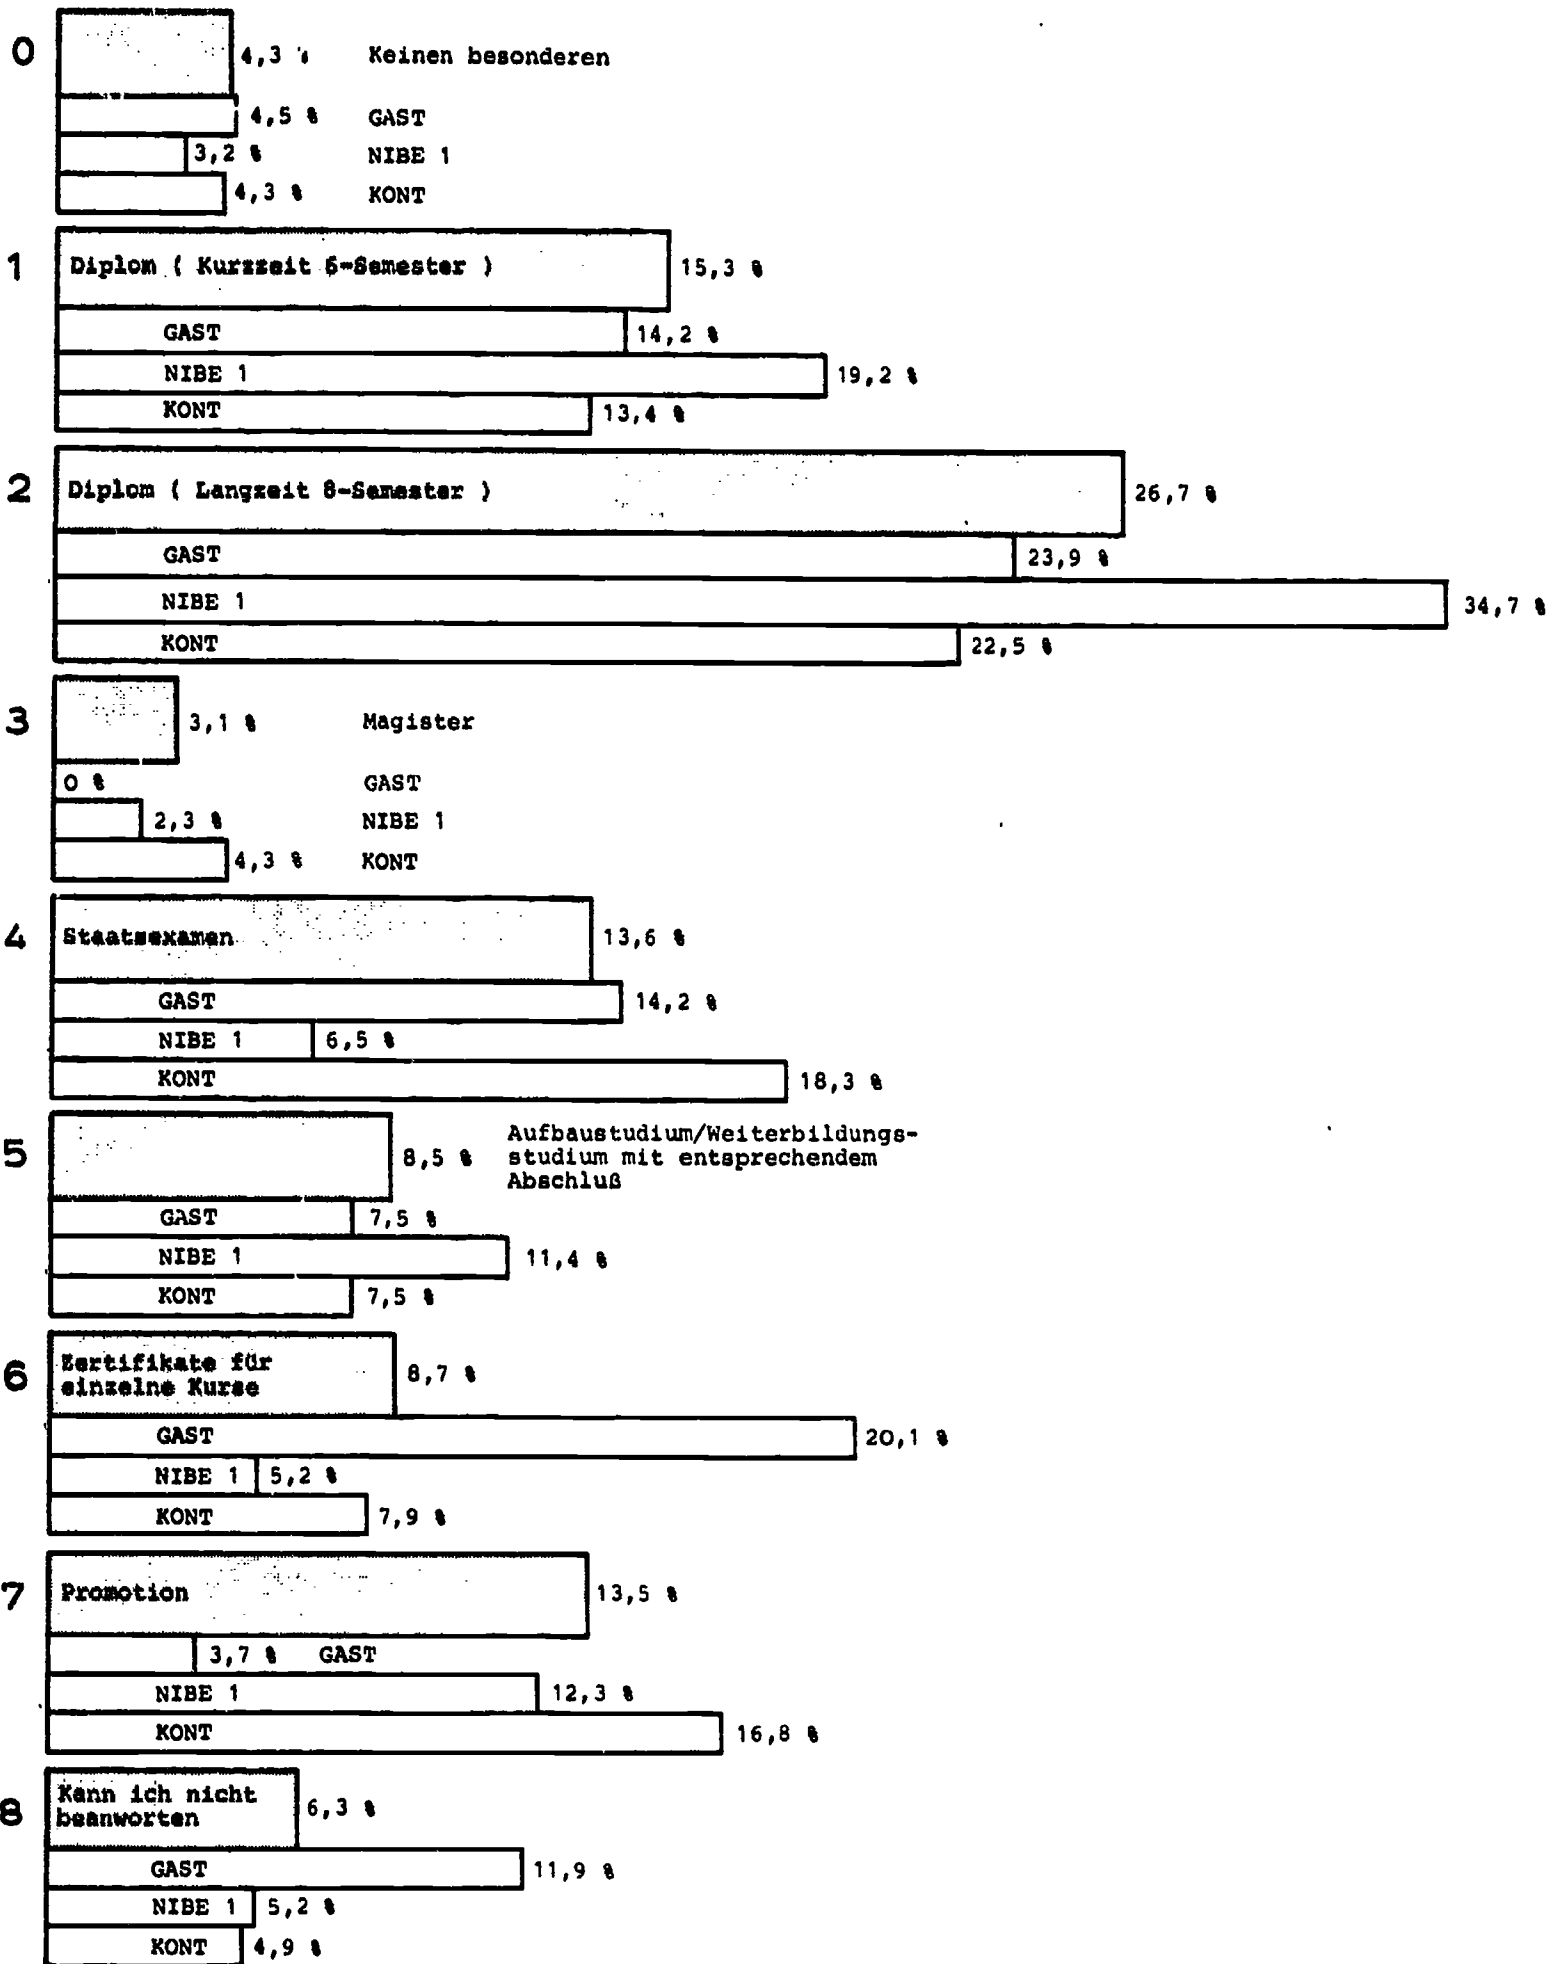 0
4,3 % Keinen besonderen
4,5 % GAST
3,2 % NIBE 1
4,3 % KONT
1
Diplom ( Kurzzeit 6-Semester ) 15,3 %
GAST 14,2 %
NIBE 1 19,2 %
KONT 13,4 %
2
Diplom ( Langzeit 8-Semester ) 26,7 %
GAST 23,9 %
NIBE 1 34,7 %
KONT 22,5 %
3
3,1 % Magister
0 % GAST
2,3 % NIBE 1
4,3 % KONT
4
Staatsexamen 13,6 %
GAST 14,2 %
NIBE 1 6,5 %
KONT 18,3 %
5
8,5 %
Aufbaustudium/Weiterbildungs-
studium mit entsprechendem
Abschluß
GAST 7,5 %
NIBE 1 11,4 %
KONT 7,5 %
6
Zertifikate für
einzelne Kurse
8,7 %
GAST 20,1 %
NIBE 1 5,2 %
KONT 7,9 %
7
Promotion 13,5 %
3,7 % GAST
NIBE 1 12,3 %
KONT 16,8 %
8
Kann ich nicht
beanworten
6,3 %
GAST 11,9 %
NIBE 1 5,2 %
KONT 4,9 %